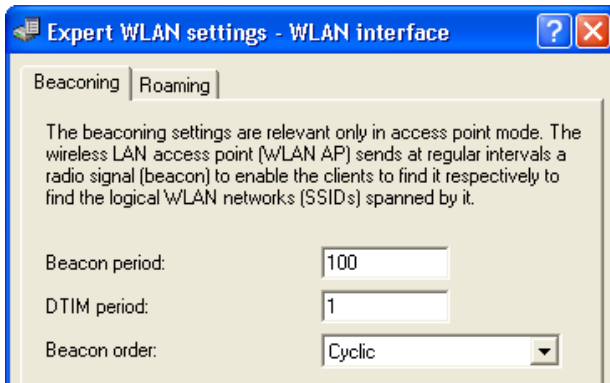 Expert WLAN settings - WLAN interface
Beaconing Roaming
The beaconing settings are relevant only in access point mode. The
wireless LAN access point (WLAN AP) sends at regular intervals a
radio signal (beacon) to enable the clients to find it respectively to
find the logical WLAN networks (SSIDs) spanned by it.
Beacon period: 100
DTIM period: 1
Beacon order: Cyclic